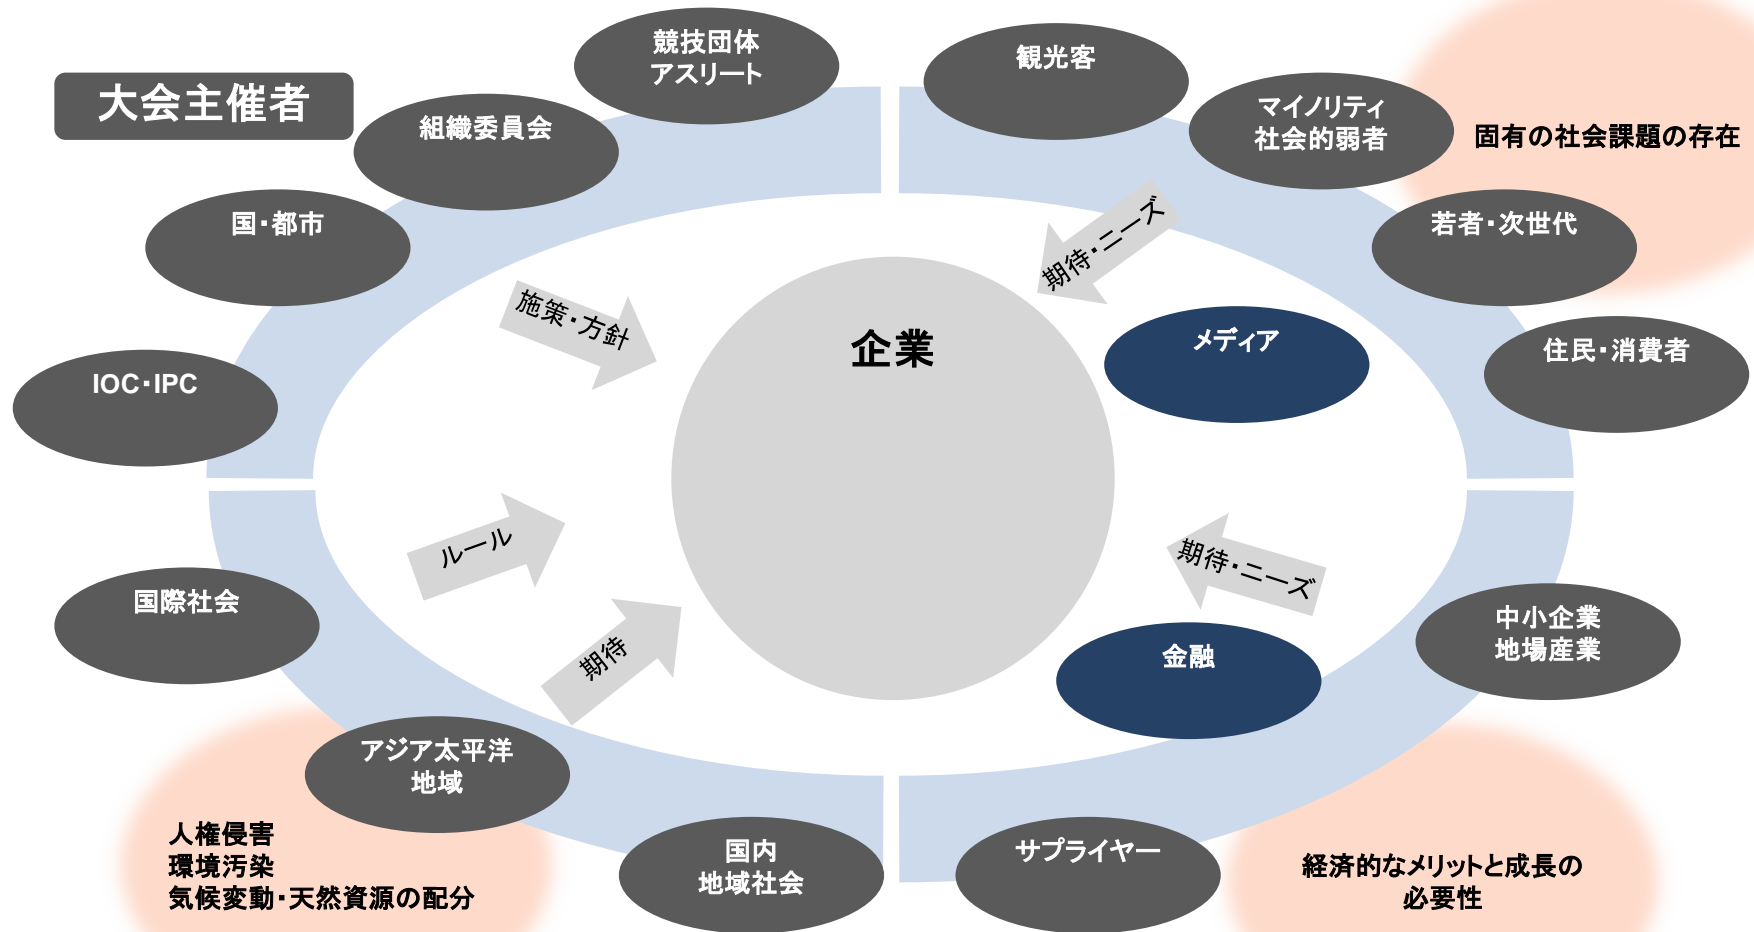 競技団体
アスリート
観光客
大会主催者
組織委員会
マイノリティ
社会的弱者
固有の社会課題の存在
国・都市
若者・次世代
期待・ニーズ
施策・方針
企業
メディア
住民・消費者
IOC・IPC
ルール
期待・ニーズ
国際社会
期待
金融
中小企業
地場産業
アジア太平洋
地域
人権侵害
環境汚染
気候変動・天然資源の配分
国内
地域社会
サプライヤー
経済的なメリットと成長の
必要性